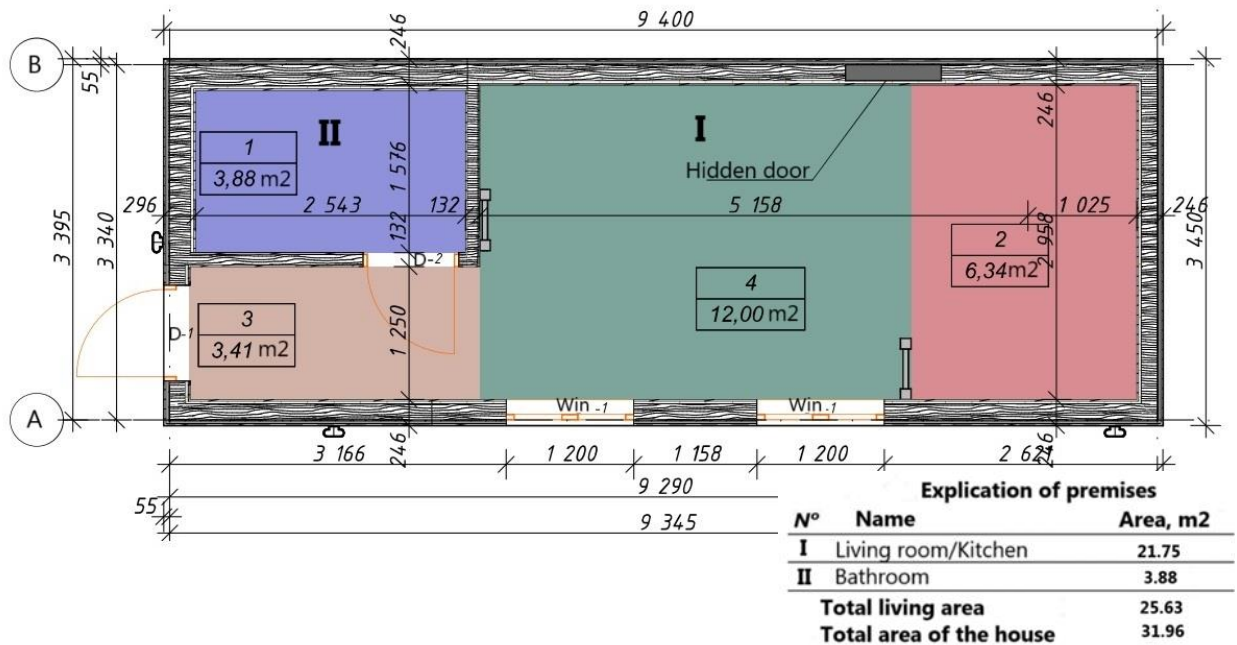 9 400
246
B
55
II
I
246
1
3,88 m2
1 576
Hidden door
296
2 543
132
5 158
1 025
246
3 395
3 340
132
2 958
3 450
2
6,34m2
D-2
4
12,00 m2
3
3,41 m2
D-1
1 250
A
Win -1
Win -1
3 166
246
1 200
1 158
1 200
246
9 290
55
9 345
Explication of premises
Nº Name Area, m2
I Living room/Kitchen 21.75
II Bathroom 3.88
Total living area 25.63
Total area of the house 31.96